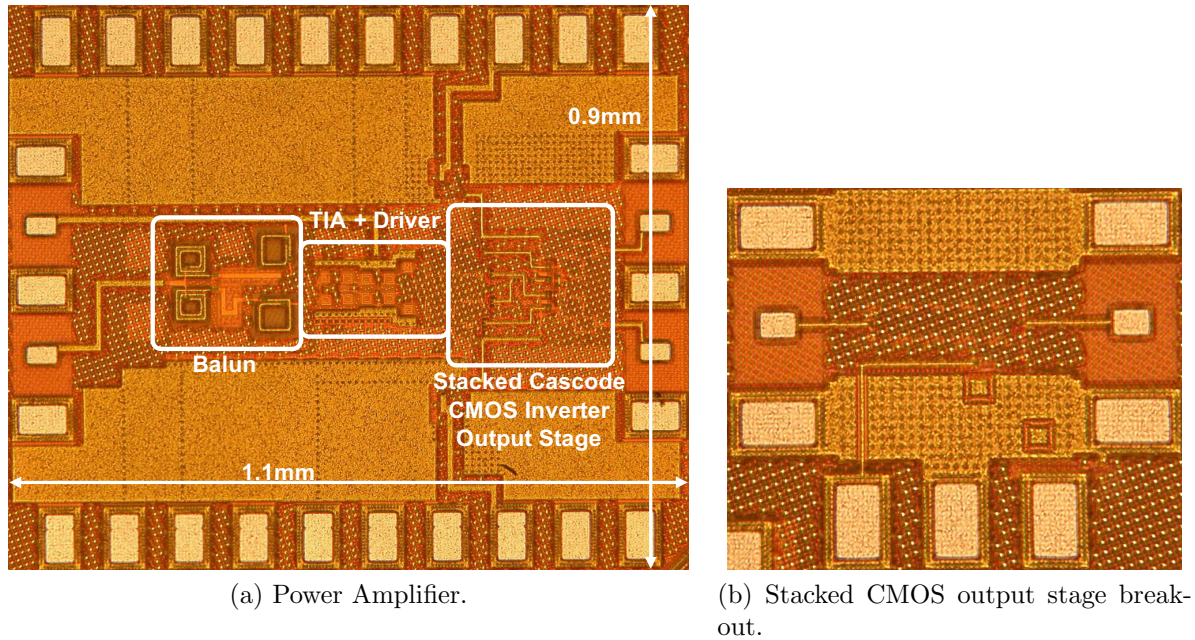 0.9mm
TIA + Driver
Balun
Stacked Cascode
CMOS Inverter
Output Stage
1.1mm
(a) Power Amplifier.
(b) Stacked CMOS output stage break-
out.